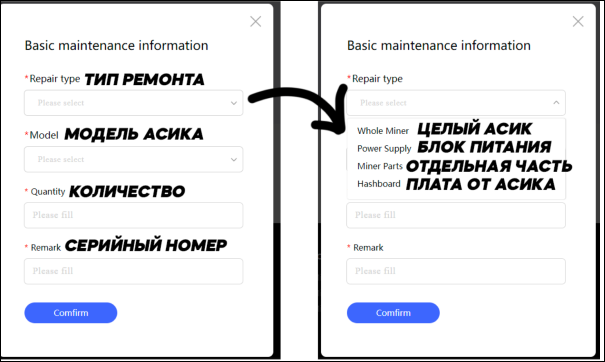 Basic maintenance information
* Repair type ТИП РЕМОНТА
Please select
* Model МОДЕЛЬ АСИКА
Please select
* Quantity КОЛИЧЕСТВО
Please fill
* Remark СЕРИЙНЫЙ НОМЕР
Please fill
Comfirm
Basic maintenance information
* Repair type
Please select
Whole Miner ЦЕЛЫЙ АСИК
Power Supply БЛОК ПИТАНИЯ
Miner Parts ОТДЕЛЬНАЯ ЧАСТЬ
Hashboard ПЛАТА ОТ АСИКА
Please fill
* Remark
Please fill
Comfirm